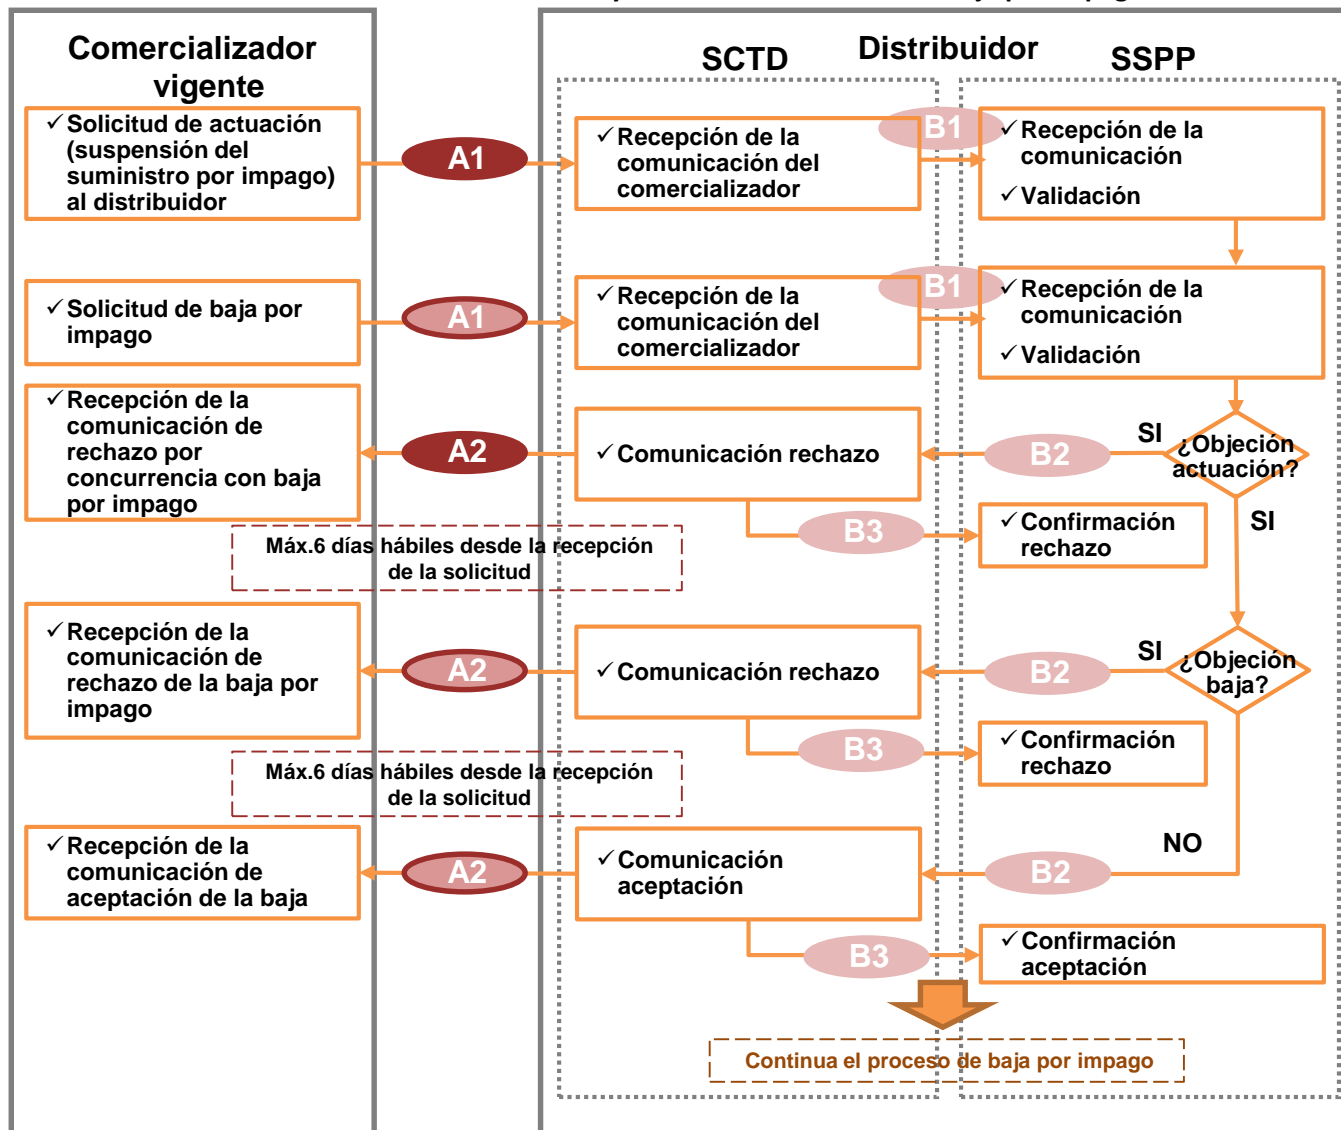 Comercializador
vigente
Distribuidor
SCTD
SSPP
✓ Solicitud de actuación
(suspensión del
suministro por impago)
al distribuidor
A1
✓ Recepción de la
comunicación del
comercializador
B1
✓ Recepción de la
comunicación
✓ Validación
✓ Solicitud de baja por
impago
A1
✓ Recepción de la
comunicación del
comercializador
B1
✓ Recepción de la
comunicación
✓ Validación
✓ Recepción de la
comunicación de
rechazo por
concurrencia con baja
por impago
A2
✓ Comunicación rechazo
B2
SI
¿Objeción
actuación?
SI
B3
✓ Confirmación
rechazo
Máx.6 días hábiles desde la recepción
de la solicitud
✓ Recepción de la
comunicación de
rechazo de la baja por
impago
A2
✓ Comunicación rechazo
B2
SI
¿Objeción
baja?
B3
✓ Confirmación
rechazo
Máx.6 días hábiles desde la recepción
de la solicitud
✓ Recepción de la
comunicación de
aceptación de la baja
A2
✓ Comunicación
aceptación
B2
NO
B3
✓ Confirmación
aceptación
Continua el proceso de baja por impago